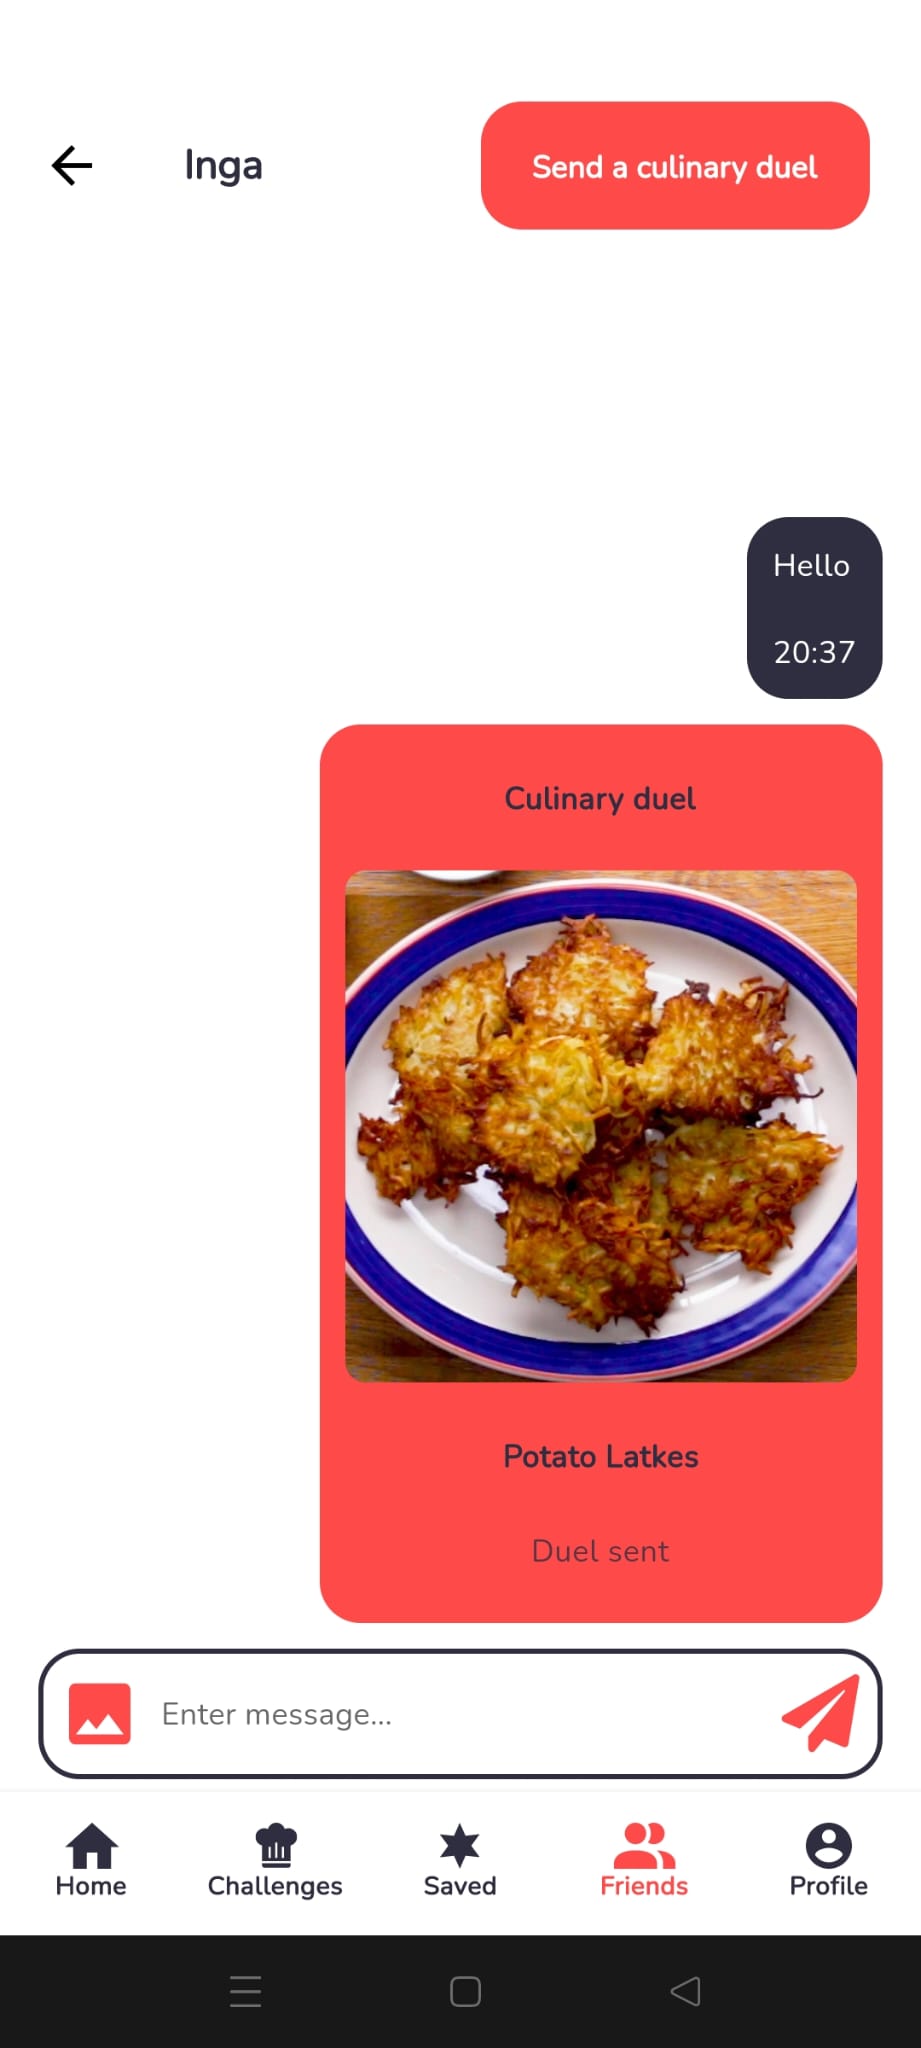 Inga
Send a culinary duel
Hello
20:37
Culinary duel
Potato Latkes
Duel sent
Enter message...
Home
Challenges
Saved
Friends
Profile